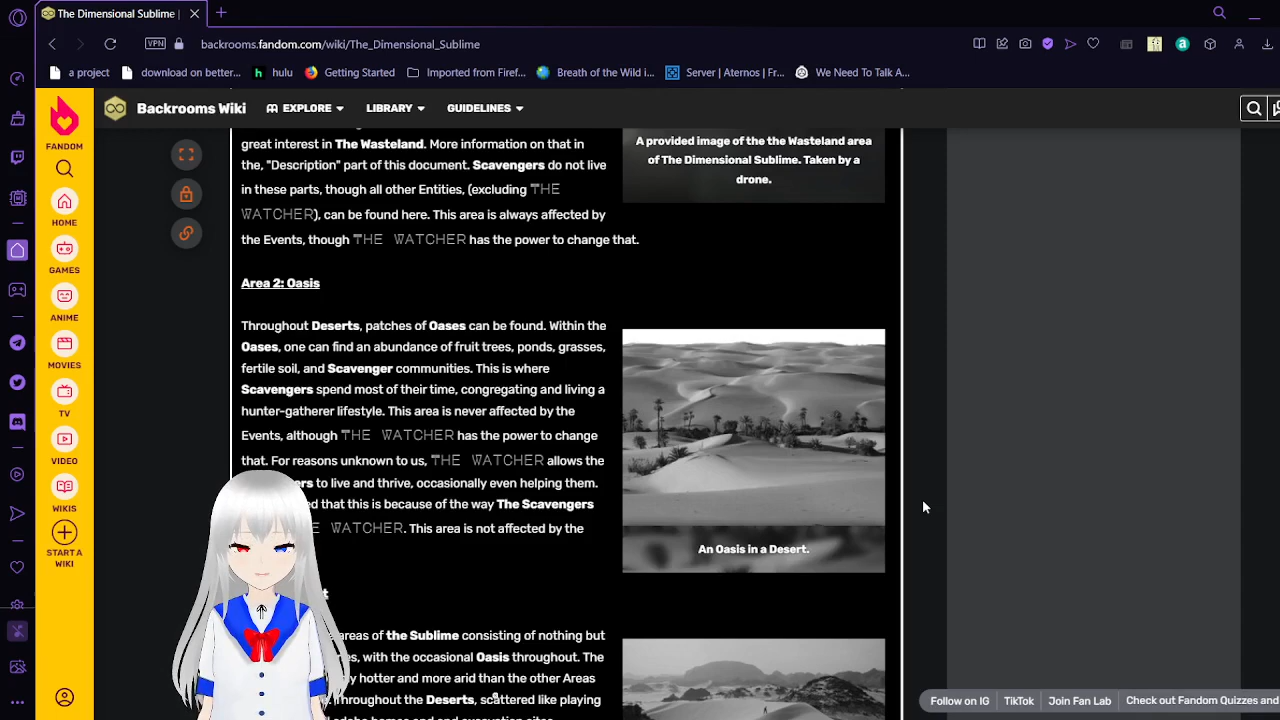 The Dimensional Sublime |
backrooms.fandom.com/wiki/The_Dimensional_Sublime
VPN
a project
download on better...
hulu
Getting Started
Imported from Firef...
Breath of the Wild i...
Server | Aternos | Fr...
We Need To Talk A...
Backrooms Wiki
EXPLORE
LIBRARY
GUIDELINES
FANDOM
HOME
GAMES
ANIME
MOVIES
TV
VIDEO
WIKIS
START A
WIKI
great interest in The Wasteland. More information on that in
the, "Description" part of this document. Scavengers do not live
in these parts, though all other Entities, (excluding THE
WATCHER), can be found here. This area is always affected by
the Events, though THE WATCHER has the power to change that.
A provided image of the the Wasteland area
of The Dimensional Sublime. Taken by a
drone.
Area 2: Oasis
Throughout Deserts, patches of Oases can be found. Within the
Oases, one can find an abundance of fruit trees, ponds, grasses,
fertile soil, and Scavenger communities. This is where
Scavengers spend most of their time, congregating and living a
hunter-gatherer lifestyle. This area is never affected by the
Events, although THE WATCHER has the power to change
that. For reasons unknown to us, THE WATCHER allows the
to live and thrive, occasionally even helping them.
that this is because of the way The Scavengers
WATCHER. This area is not affected by the
An Oasis in a Desert.
areas of the Sublime consisting of nothing but
with the occasional Oasis throughout. The
hotter and more arid than the other Areas
Throughout the Deserts, scattered like playing
homes and excavation sites
Follow on IG
TikTok
Join Fan Lab
Check out Fandom Quizzes and